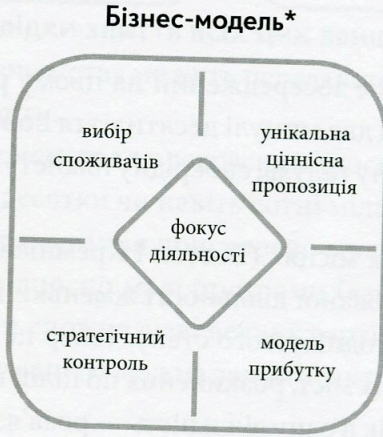 Бізнес-модель*
вибір
споживачів
унікальна
ціннісна
пропозиція
фокус
діяльності
стратегічний
контроль
модель
прибутку